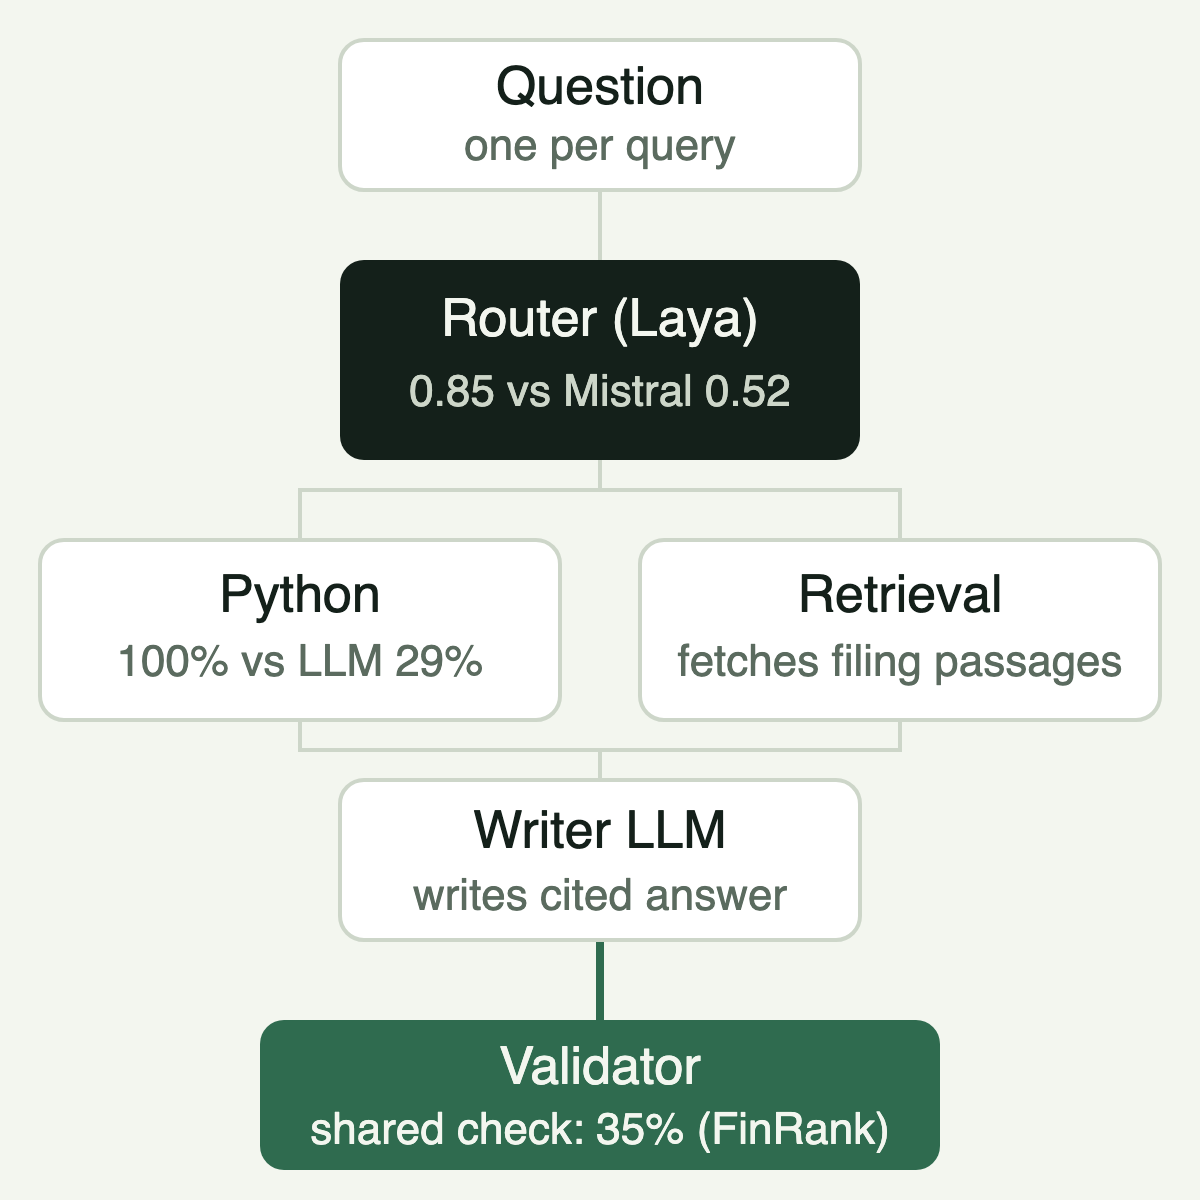 Question
one per query
Router (Laya)
0.85 vs Mistral 0.52
Python
100% vs LLM 29%
Retrieval
fetches filing passages
Writer LLM
writes cited answer
Validator
shared check: 35% (FinRank)